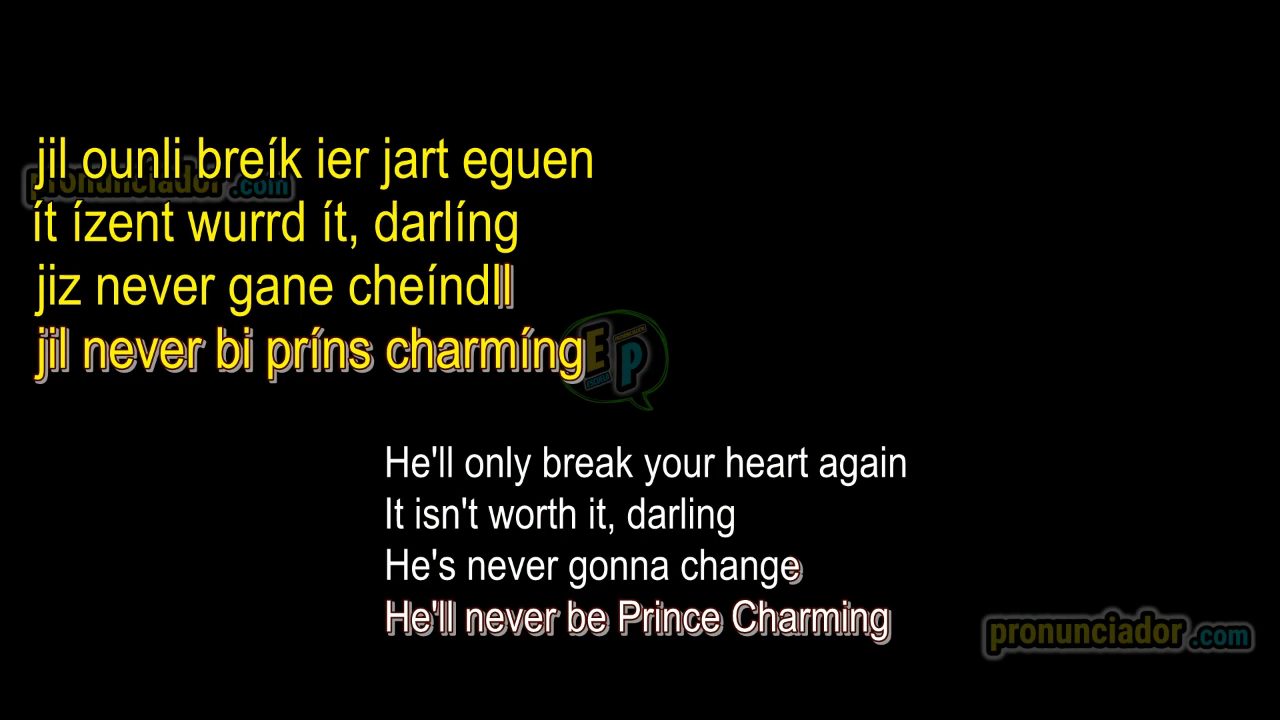 jil ounli breík ier jart eguen
pronunciador .com
ít ízent wurrd ít, darlíng
jiz never gane cheíndll
jil never bi príns charmíng
EP
He'll only break your heart again
It isn't worth it, darling
He's never gonna change
He'll never be Prince Charming
pronunciador .com